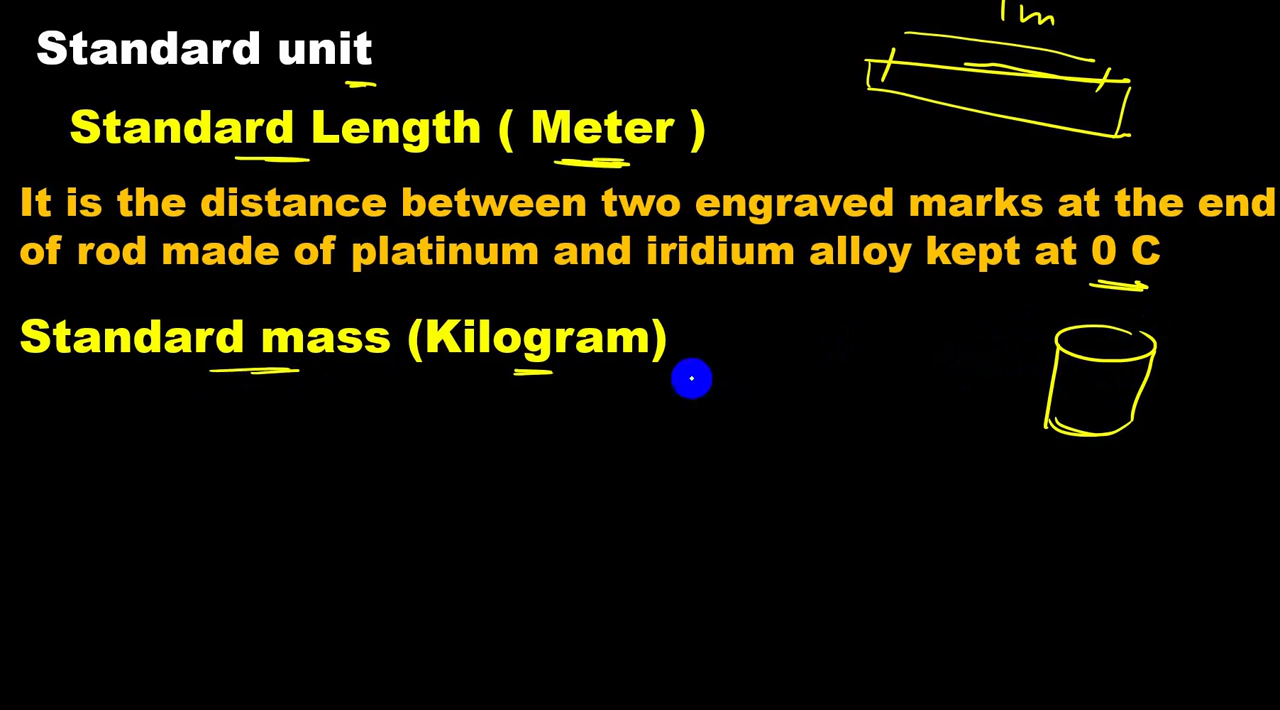 Standard unit
1m
Standard Length ( Meter )
It is the distance between two engraved marks at the end
of rod made of platinum and iridium alloy kept at 0 C
Standard mass (Kilogram)